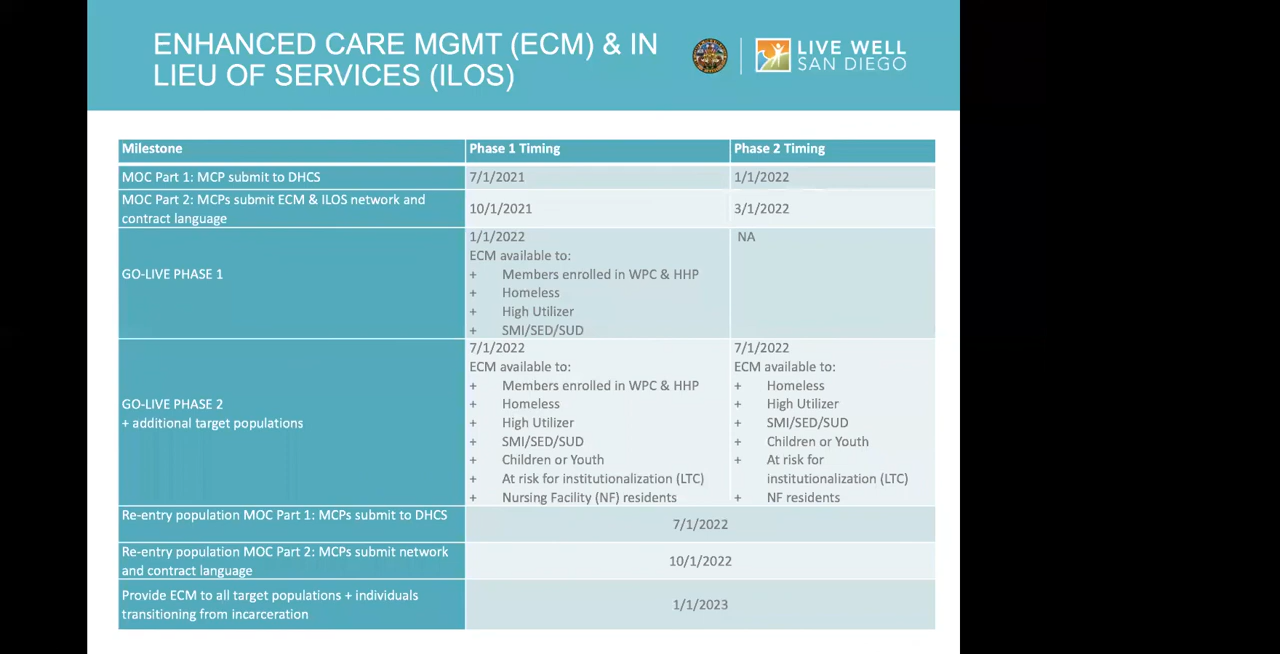 ENHANCED CARE MGMT (ECM) & IN
LIEU OF SERVICES (ILOS)
LIVE WELL
SAN DIEGO
Milestone
Phase 1 Timing
Phase 2 Timing
MOC Part 1: MCP submit to DHCS
7/1/2021
1/1/2022
MOC Part 2: MCPs submit ECM & ILOS network and
contract language
10/1/2021
3/1/2022
GO-LIVE PHASE 1
1/1/2022
ECM available to:
+ Members enrolled in WPC & HHP
+ Homeless
+ High Utilizer
+ SMI/SED/SUD
NA
GO-LIVE PHASE 2
+ additional target populations
7/1/2022
ECM available to:
+ Members enrolled in WPC & HHP
+ Homeless
+ High Utilizer
+ SMI/SED/SUD
+ Children or Youth
+ At risk for institutionalization (LTC)
+ Nursing Facility (NF) residents
7/1/2022
ECM available to:
+ Homeless
+ High Utilizer
+ SMI/SED/SUD
+ Children or Youth
+ At risk for
institutionalization (LTC)
+ NF residents
Re-entry population MOC Part 1: MCPs submit to DHCS
7/1/2022
Re-entry population MOC Part 2: MCPs submit network
and contract language
10/1/2022
Provide ECM to all target populations + individuals
transitioning from incarceration
1/1/2023